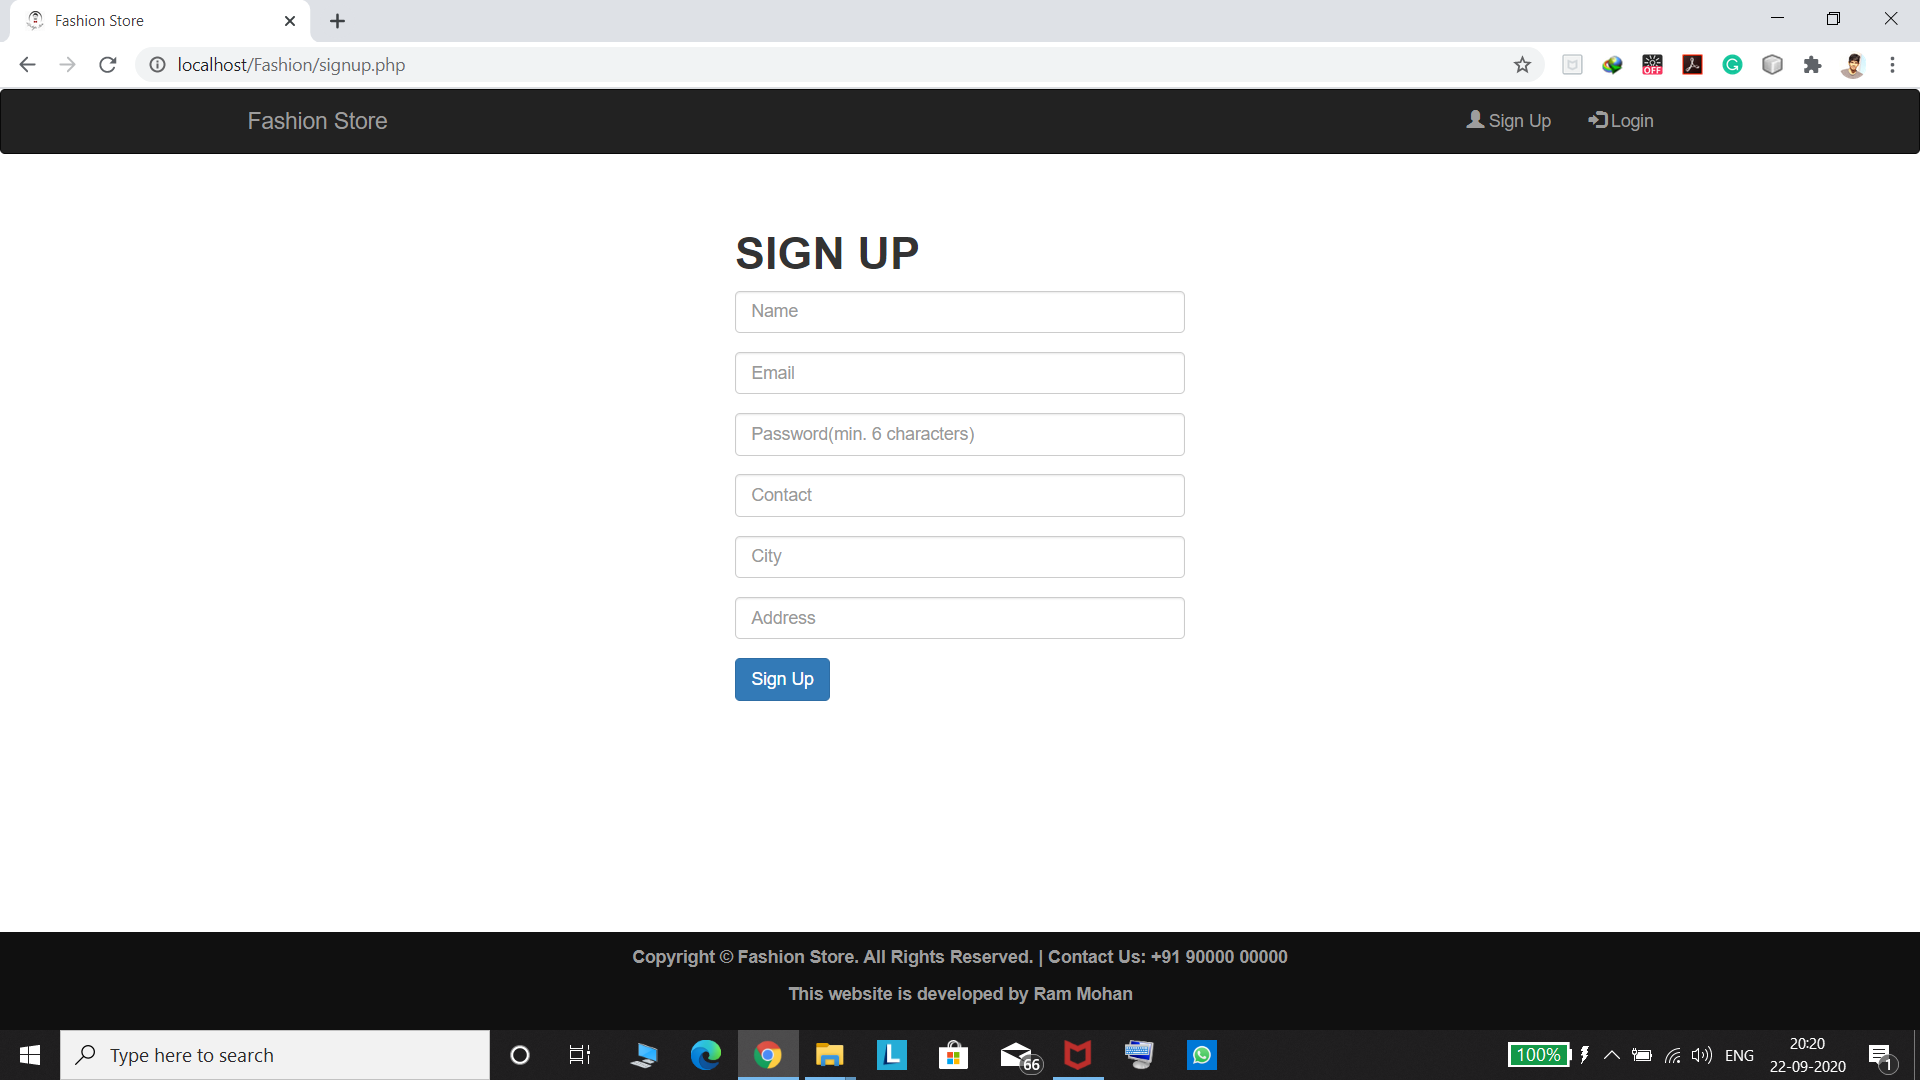 Fashion Store
localhost/Fashion/signup.php
OFF
Fashion Store
Sign Up
Login
SIGN UP
Name
Email
Password(min. 6 characters)
Contact
City
Address
Sign Up
Copyright © Fashion Store. All Rights Reserved. | Contact Us: +91 90000 00000
This website is developed by Ram Mohan
Type here to search
L
66
100%
ENG
20:20
22-09-2020
1